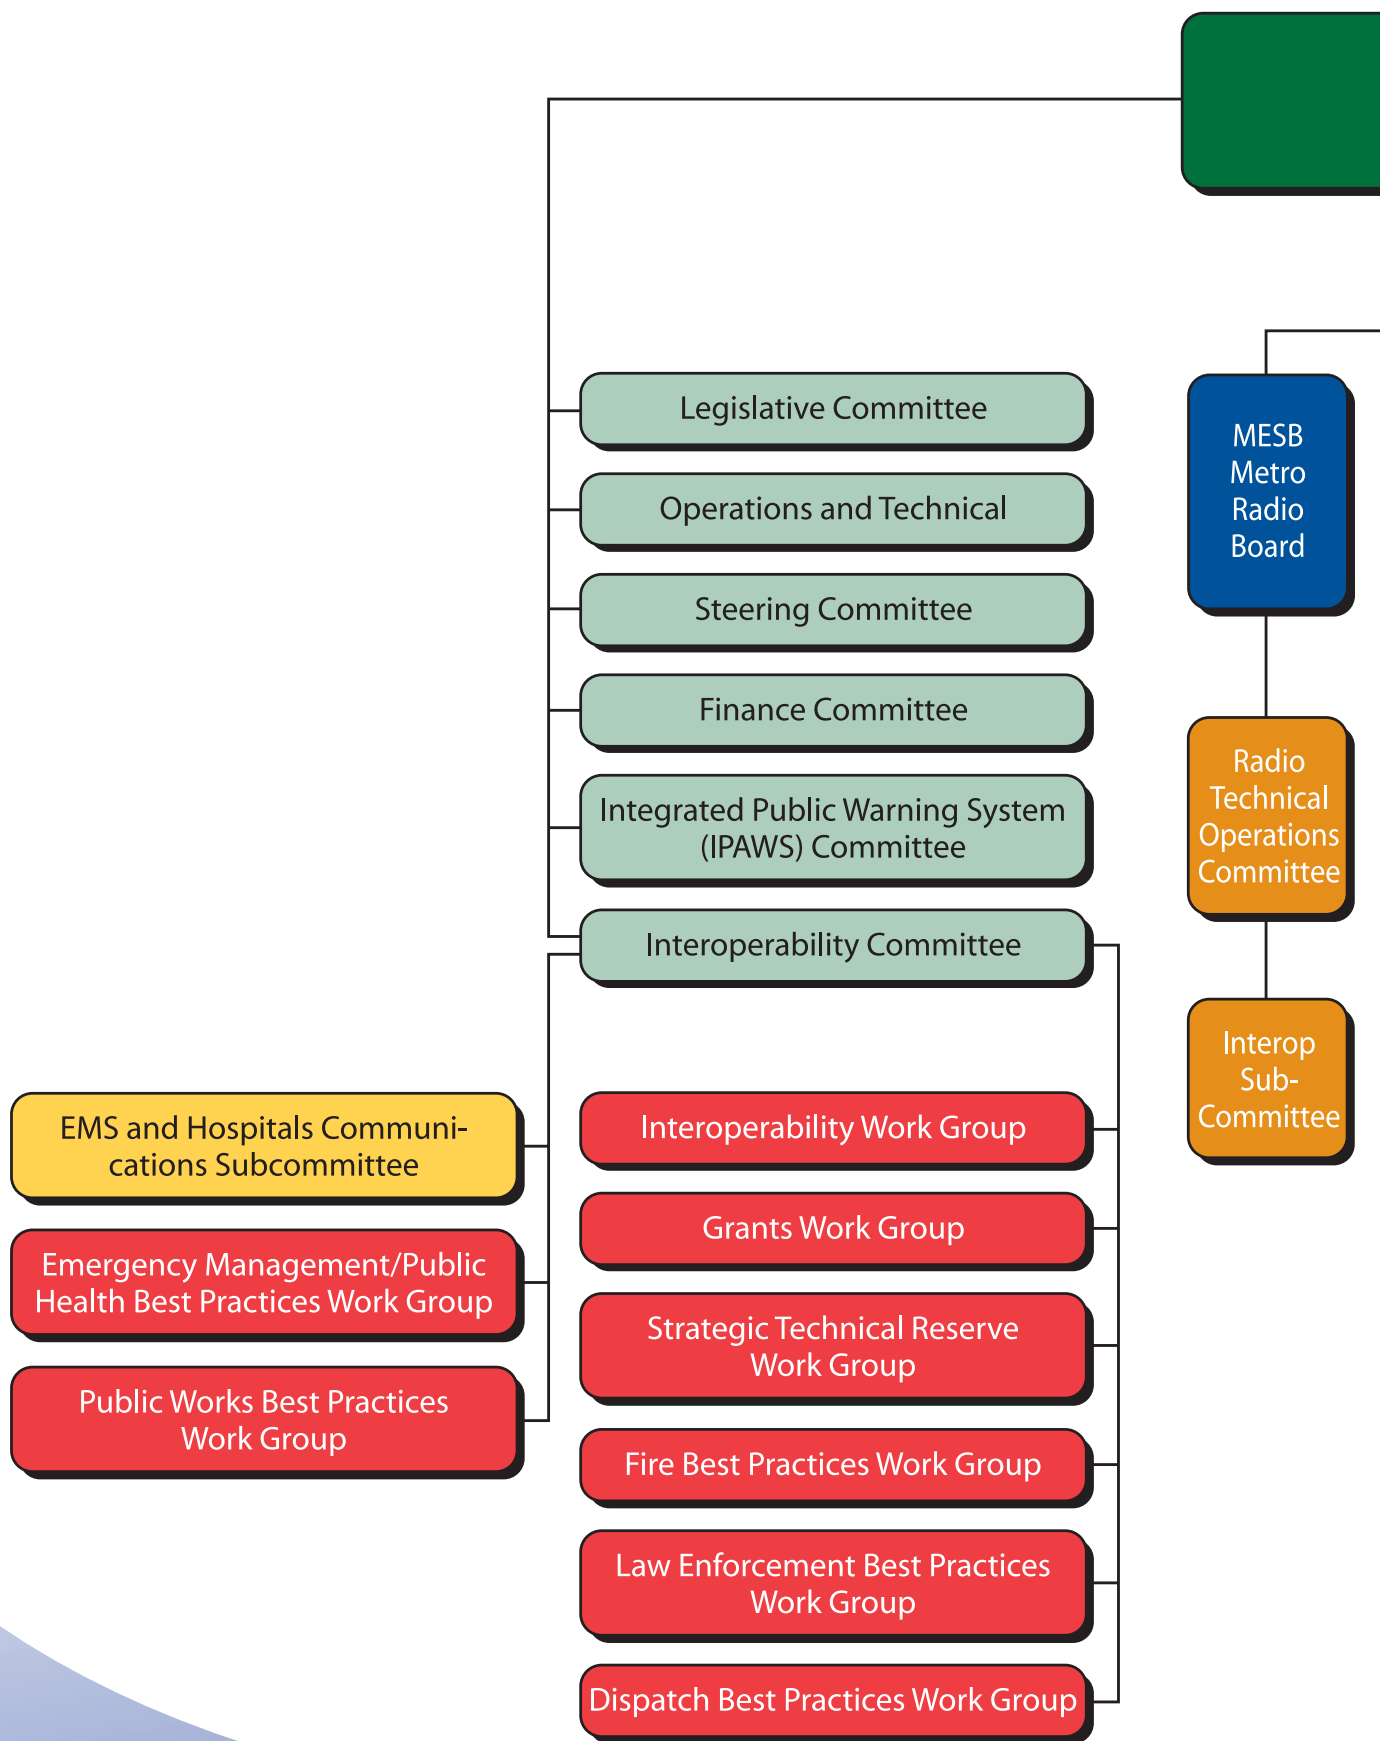 Legislative Committee
Operations and Technical
Steering Committee
Finance Committee
Integrated Public Warning System
(IPAWS) Committee
Interoperability Committee
EMS and Hospitals Communi-
cations Subcommittee
Emergency Management/Public
Health Best Practices Work Group
Public Works Best Practices
Work Group
Interoperability Work Group
Grants Work Group
Strategic Technical Reserve
Work Group
Fire Best Practices Work Group
Law Enforcement Best Practices
Work Group
Dispatch Best Practices Work Group
MESB
Metro
Radio
Board
Radio
Technical
Operations
Committee
Interop
Sub-
Committee